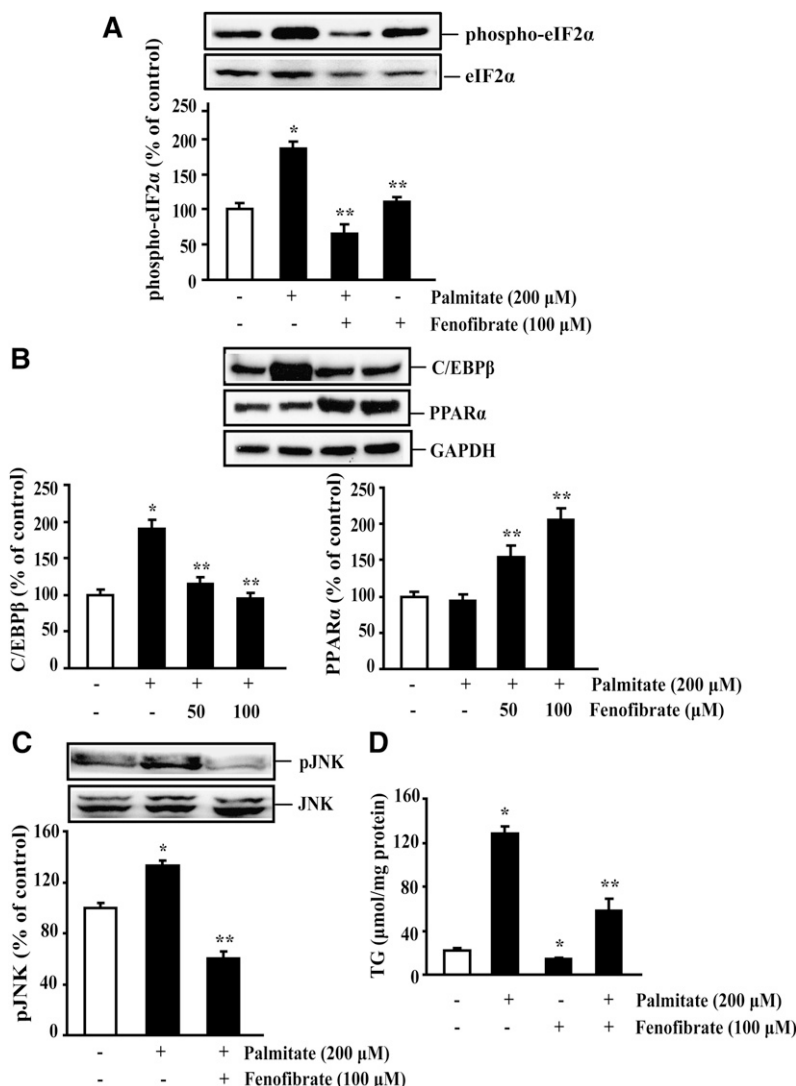 A
phospho-eIF2α
eIF2α
phospho-eIF2α (% of control)
250
200
150
100
50
0
*
**
**
- + + - Palmitate (200 μM)
- - + + Fenofibrate (100 μM)
B
C/EBPβ
PPARα
GAPDH
C/EBPβ (% of control)
250
200
150
100
50
0
*
**
**
- + + +
- - 50 100
PPARα (% of control)
250
200
150
100
50
0
**
**
- + + + Palmitate (200 μM)
- - 50 100 Fenofibrate (μM)
C
pJNK
JNK
pJNK (% of control)
160
120
80
40
0
*
**
- + + Palmitate (200 μM)
- - + Fenofibrate (100 μM)
D
TG (μmol/mg protein)
160
120
80
40
0
*
*
**
- + - + Palmitate (200 μM)
- - + + Fenofibrate (100 μM)